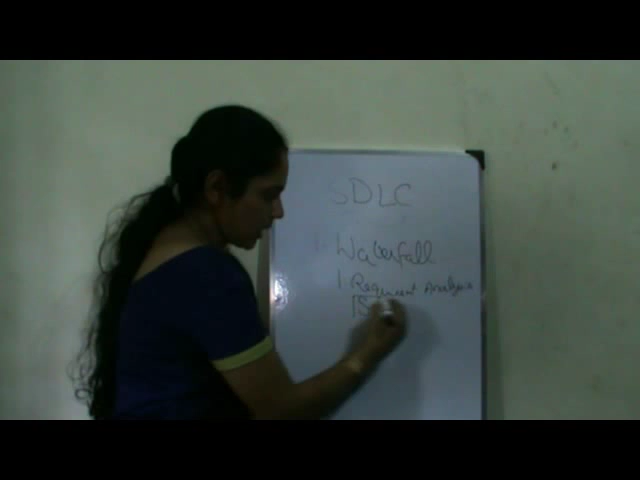 SDLC
1. Waterfall
1. Requirement Analysis